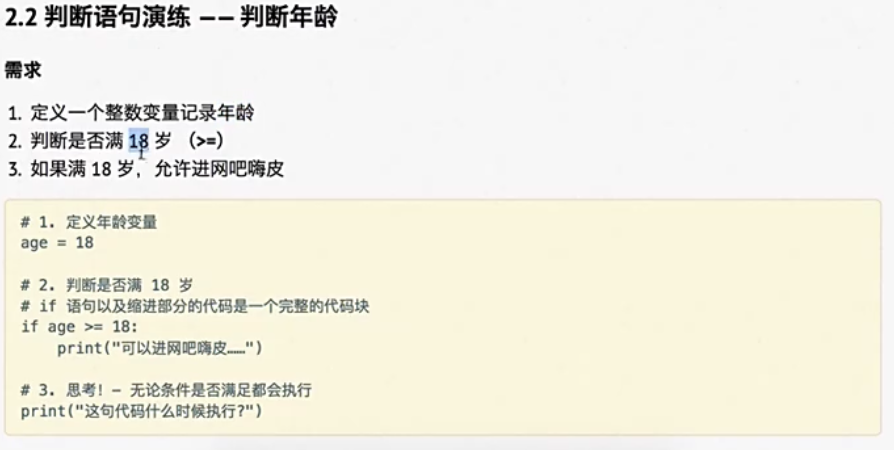 2.2 判断语句演练 —— 判断年龄
需求
1. 定义一个整数变量记录年龄
2. 判断是否满 18 岁 （>=）
3. 如果满 18 岁，允许进网吧嗨皮
# 1. 定义年龄变量
age = 18
# 2. 判断是否满 18 岁
# if 语句以及缩进部分的代码是一个完整的代码块
if age >= 18:
    print("可以进网吧嗨皮……")
# 3. 思考！- 无论条件是否满足都会执行
print("这句代码什么时候执行?")